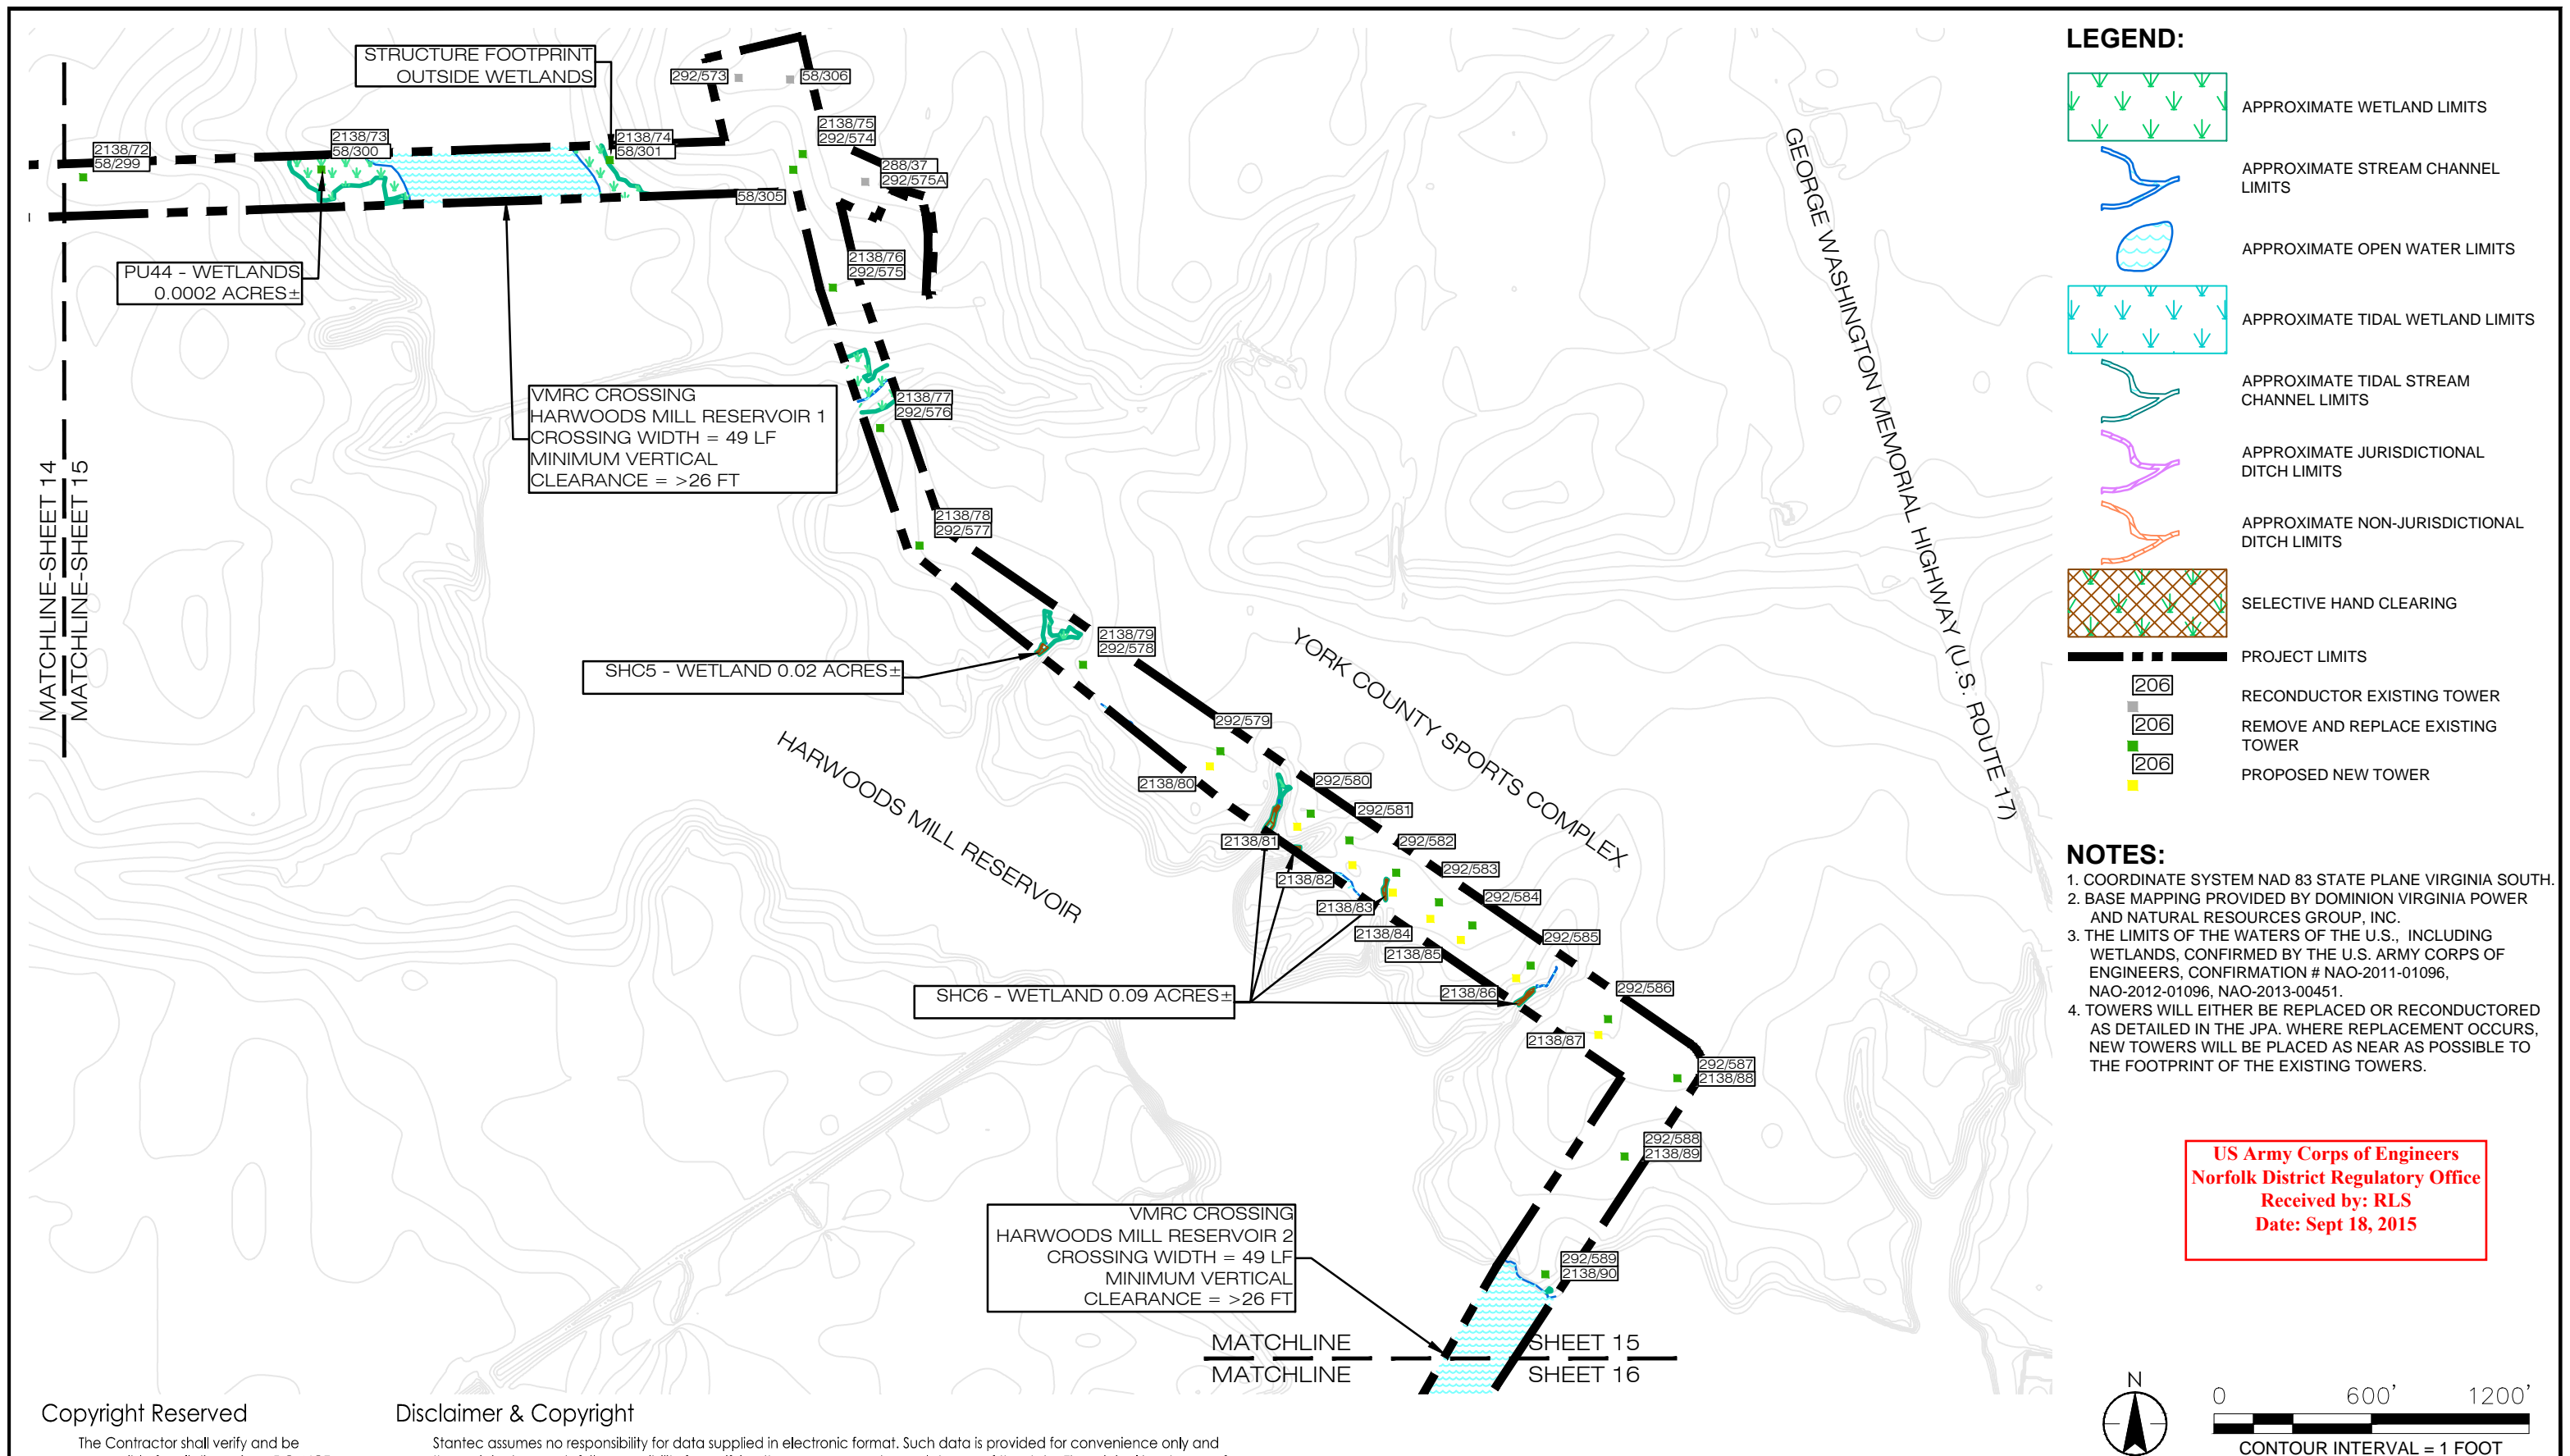 STRUCTURE FOOTPRINT
OUTSIDE WETLANDS
292/573
58/306
2138/72
58/299
2138/73
58/300
2138/74
58/301
2138/75
292/574
288/37
292/575A
58/305
2138/76
292/575
PU44 - WETLANDS
0.0002 ACRES±
VMRC CROSSING
HARWOODS MILL RESERVOIR 1
CROSSING WIDTH = 49 LF
MINIMUM VERTICAL
CLEARANCE = >26 FT
2138/77
292/576
MATCHLINE-SHEET 14
MATCHLINE-SHEET 15
2138/78
292/577
2138/79
292/578
SHC5 - WETLAND 0.02 ACRES±
292/579
2138/80
HARWOODS MILL RESERVOIR
YORK COUNTY SPORTS COMPLEX
GEORGE WASHINGTON MEMORIAL HIGHWAY (U.S. ROUTE 17)
292/580
292/581
2138/81
292/582
292/583
2138/82
292/584
2138/83
2138/84
292/585
2138/85
2138/86
292/586
SHC6 - WETLAND 0.09 ACRES±
2138/87
292/587
2138/88
292/588
2138/89
VMRC CROSSING
HARWOODS MILL RESERVOIR 2
CROSSING WIDTH = 49 LF
MINIMUM VERTICAL
CLEARANCE = >26 FT
292/589
2138/90
MATCHLINE SHEET 15
MATCHLINE SHEET 16
LEGEND:
APPROXIMATE WETLAND LIMITS
APPROXIMATE STREAM CHANNEL
LIMITS
APPROXIMATE OPEN WATER LIMITS
APPROXIMATE TIDAL WETLAND LIMITS
APPROXIMATE TIDAL STREAM
CHANNEL LIMITS
APPROXIMATE JURISDICTIONAL
DITCH LIMITS
APPROXIMATE NON-JURISDICTIONAL
DITCH LIMITS
SELECTIVE HAND CLEARING
PROJECT LIMITS
206
RECONDUCTOR EXISTING TOWER
206
REMOVE AND REPLACE EXISTING
TOWER
206
PROPOSED NEW TOWER
NOTES:
1. COORDINATE SYSTEM NAD 83 STATE PLANE VIRGINIA SOUTH.
2. BASE MAPPING PROVIDED BY DOMINION VIRGINIA POWER
AND NATURAL RESOURCES GROUP, INC.
3. THE LIMITS OF THE WATERS OF THE U.S., INCLUDING
WETLANDS, CONFIRMED BY THE U.S. ARMY CORPS OF
ENGINEERS, CONFIRMATION # NAO-2011-01096,
NAO-2012-01096, NAO-2013-00451.
4. TOWERS WILL EITHER BE REPLACED OR RECONDUCTORED
AS DETAILED IN THE JPA. WHERE REPLACEMENT OCCURS,
NEW TOWERS WILL BE PLACED AS NEAR AS POSSIBLE TO
THE FOOTPRINT OF THE EXISTING TOWERS.
US Army Corps of Engineers
Norfolk District Regulatory Office
Received by: RLS
Date: Sept 18, 2015
N
0 600' 1200'
CONTOUR INTERVAL = 1 FOOT
Copyright Reserved
The Contractor shall verify and be
Disclaimer & Copyright
Stantec assumes no responsibility for data supplied in electronic format. Such data is provided for convenience only and